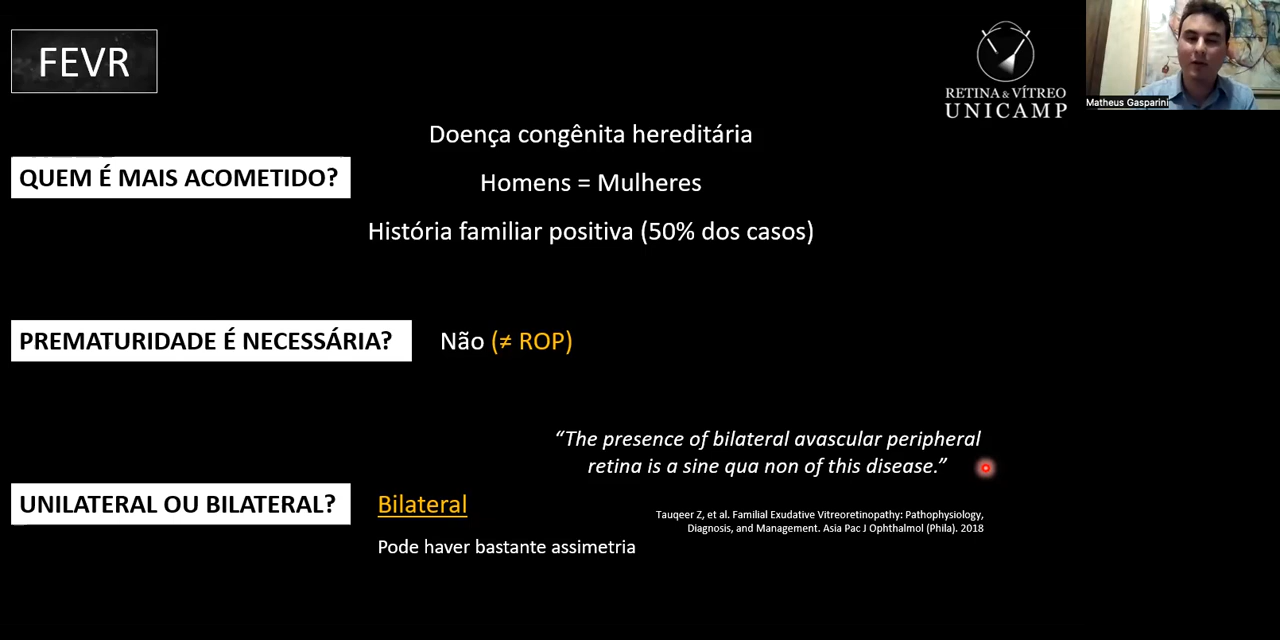 FEVR
RETINA & VÍTREO
UNICAMP
Matheus Gasparini
Doença congênita hereditária
QUEM É MAIS ACOMETIDO?
Homens = Mulheres
História familiar positiva (50% dos casos)
PREMATURIDADE É NECESSÁRIA? Não (≠ ROP)
“The presence of bilateral avascular peripheral
retina is a sine qua non of this disease.”
UNILATERAL OU BILATERAL? Bilateral
Tauqeer Z, et al. Familial Exudative Vitreoretinopathy: Pathophysiology,
Diagnosis, and Management. Asia Pac J Ophthalmol (Phila). 2018
Pode haver bastante assimetria